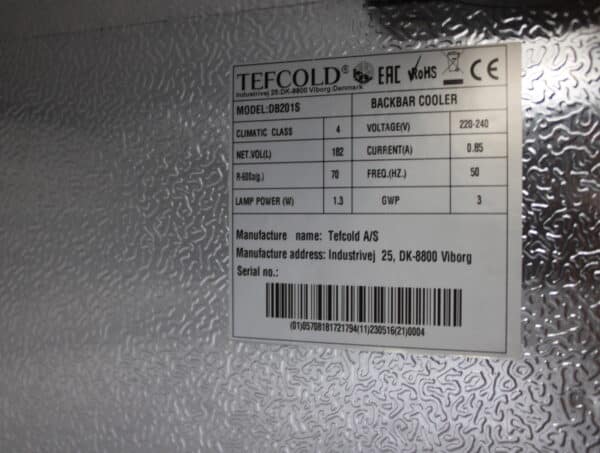 TEFCOLD® EAC RoHS CE
Industrivej 25.DK-8800 Viborg.Denmark
MODEL:DB201S BACKBAR COOLER
CLIMATIC CLASS 4 VOLTAGE(V) 220-240
NET.VOL(L) 182 CURRENT(A) 0.85
R-600a(g.) 70 FREQ.(HZ.) 50
LAMP POWER (W) 1.3 GWP 3
Manufacture name: Tefcold A/S
Manufacture address: Industrivej 25, DK-8800 Viborg
Serial no.:
(01)05708181721794(11)230516(21)0004